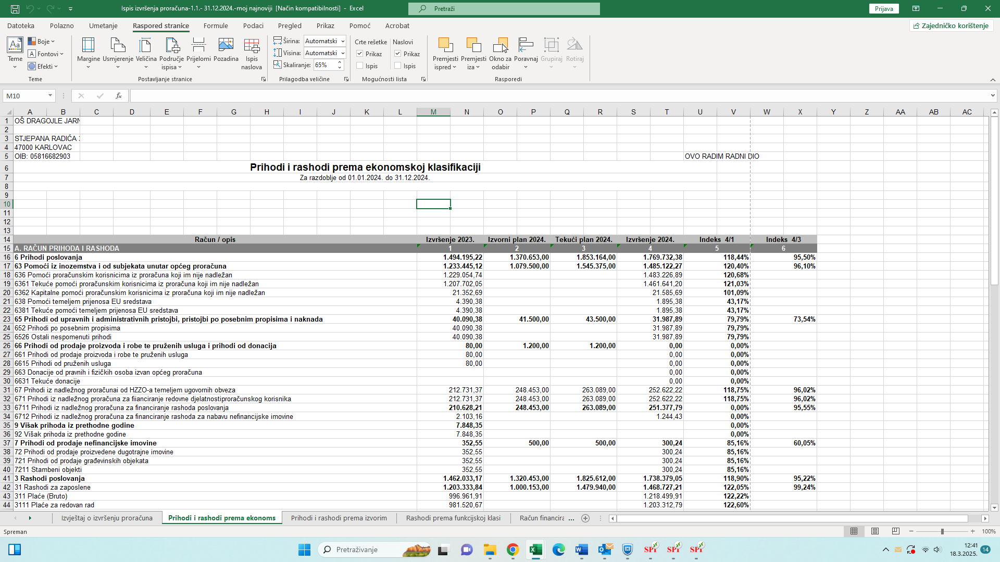 Ispis izvršenja proračuna-1.1.- 31.12.2024.-moj najnoviji  [Način kompatibilnosti]  -  Excel
Pretraži
Prijava
Datoteka Polazno Umetanje Raspored stranice Formule Podaci Pregled Prikaz Pomoć Acrobat
Zajedničko korištenje
Teme Boje Fontovi Efekti
Margine Usmjerenje Veličina Područje ispisa Prijelomi Pozadina Ispis naslova
Širina: Automatski
Visina: Automatski
Skaliranje: 65%
Crte rešetke Naslovi
Prikaz Prikaz
Ispis Ispis
Premjesti ispred Premjesti iza Okno za odabir Poravnaj Grupiraj Rotiraj
Teme Postavljanje stranice Prilagodba veličine Mogućnosti lista Rasporedi
M10 fx
A B C D E F G H I J K L M N O P Q R S T U V W X Y Z AA AB AC
1 OŠ DRAGOJLE JARN
2
3 STJEPANA RADIĆA
4 47000 KARLOVAC
5 OIB: 05816682903 OVO RADIM RADNI DIO
6 Prihodi i rashodi prema ekonomskoj klasifikaciji
7 Za razdoblje od 01.01.2024. do 31.12.2024.
8
9
10
11
12
13
14 Račun / opis Izvršenje 2023. Izvorni plan 2024. Tekući plan 2024. Izvršenje 2024. Indeks  4/1 Indeks  4/3
15 A. RAČUN PRIHODA I RASHODA 1 2 3 4 5 6
16 6 Prihodi poslovanja 1.494.195,22 1.370.653,00 1.853.164,00 1.769.732,38 118,44% 95,50%
17 63 Pomoći iz inozemstva i od subjekata unutar općeg proračuna 1.233.445,12 1.079.500,00 1.545.375,00 1.485.122,27 120,40% 96,10%
18 636 Pomoći proračunskim korisnicima iz proračuna koji im nije nadležan 1.229.054,74 1.483.226,89 120,68%
19 6361 Tekuće pomoći proračunskim korisnicima iz proračuna koji im nije nadležan 1.207.702,05 1.461.641,20 121,03%
20 6362 Kapitalne pomoći proračunskim korisnicima iz proračuna koji im nije nadležan 21.352,69 21.585,69 101,09%
21 638 Pomoći temeljem prijenosa EU sredstava 4.390,38 1.895,38 43,17%
22 6381 Tekuće pomoći temeljem prijenosa EU sredstava 4.390,38 1.895,38 43,17%
23 65 Prihodi od upravnih i administrativnih pristojbi, pristojbi po posebnim propisima i naknada 40.090,38 41.500,00 43.500,00 31.987,89 79,79% 73,54%
24 652 Prihodi po posebnim propisima 40.090,38 31.987,89 79,79%
25 6526 Ostali nespomenuti prihodi 40.090,38 31.987,89 79,79%
26 66 Prihodi od prodaje proizvoda i robe te pruženih usluga i prihodi od donacija 80,00 1.200,00 1.200,00 0,00 0,00%
27 661 Prihodi od prodaje proizvoda i robe te pruženih usluga 80,00 0,00 0,00%
28 6615 Prihodi od pruženih usluga 80,00 0,00 0,00%
29 663 Donacije od pravnih i fizičkih osoba izvan općeg proračuna 0,00 0,00%
30 6631 Tekuće donacije 0,00 0,00%
31 67 Prihodi iz nadležnog proračunai od HZZO-a temeljem ugovornih obveza 212.731,37 248.453,00 263.089,00 252.622,22 118,75% 96,02%
32 671 Prihodi iz nadležnog proračuna za fiianciranje redovne djelatnostiproračunskog korisnika 212.731,37 248.453,00 263.089,00 252.622,22 118,75% 96,02%
33 6711 Prihodi iz nadležnog proračuna za financiranje rashoda poslovanja 210.628,21 248.453,00 263.089,00 251.377,79 0,00% 95,55%
34 6712 Prihodi iz nadležnog proračuna za financiranje rashoda za nabavu nefinancijske imovine 2.103,16 1.244,43 0,00%
35 9 Višak prihoda iz prethodne godine 7.848,35 0,00%
36 92 Višak prihoda iz prethodne godine 7.848,35 0,00%
37 7 Prihodi od prodaje nefinancijske imovine 352,55 500,00 500,00 300,24 85,16% 60,05%
38 72 Prihodi od prodaje proizvedene dugotrajne imovine 352,55 300,24 85,16%
39 721 Prihodi od prodaje građevinskih objekata 352,55 300,24 85,16%
40 7211 Stambeni objekti 352,55 300,24 85,16%
41 3 Rashodi poslovanja 1.462.033,17 1.320.453,00 1.825.612,00 1.738.379,05 118,90% 95,22%
42 31 Rashodi za zaposlene 1.203.333,84 1.000.153,00 1.479.940,00 1.468.727,21 122,05% 99,24%
43 311 Plaće (Bruto) 996.961,91 1.218.499,91 122,22%
44 3111 Plaće za redovan rad 981.520,67 1.203.312,79 122,60%
Izvještaj o izvršenju proračuna Prihodi i rashodi prema ekonoms Prihodi i rashodi prema izvorim Rashodi prema funkcijskoj klasi Račun financira ...
Spreman 100%
Pretraživanje
SPI SPI SPI
12:41
18.3.2025.
14